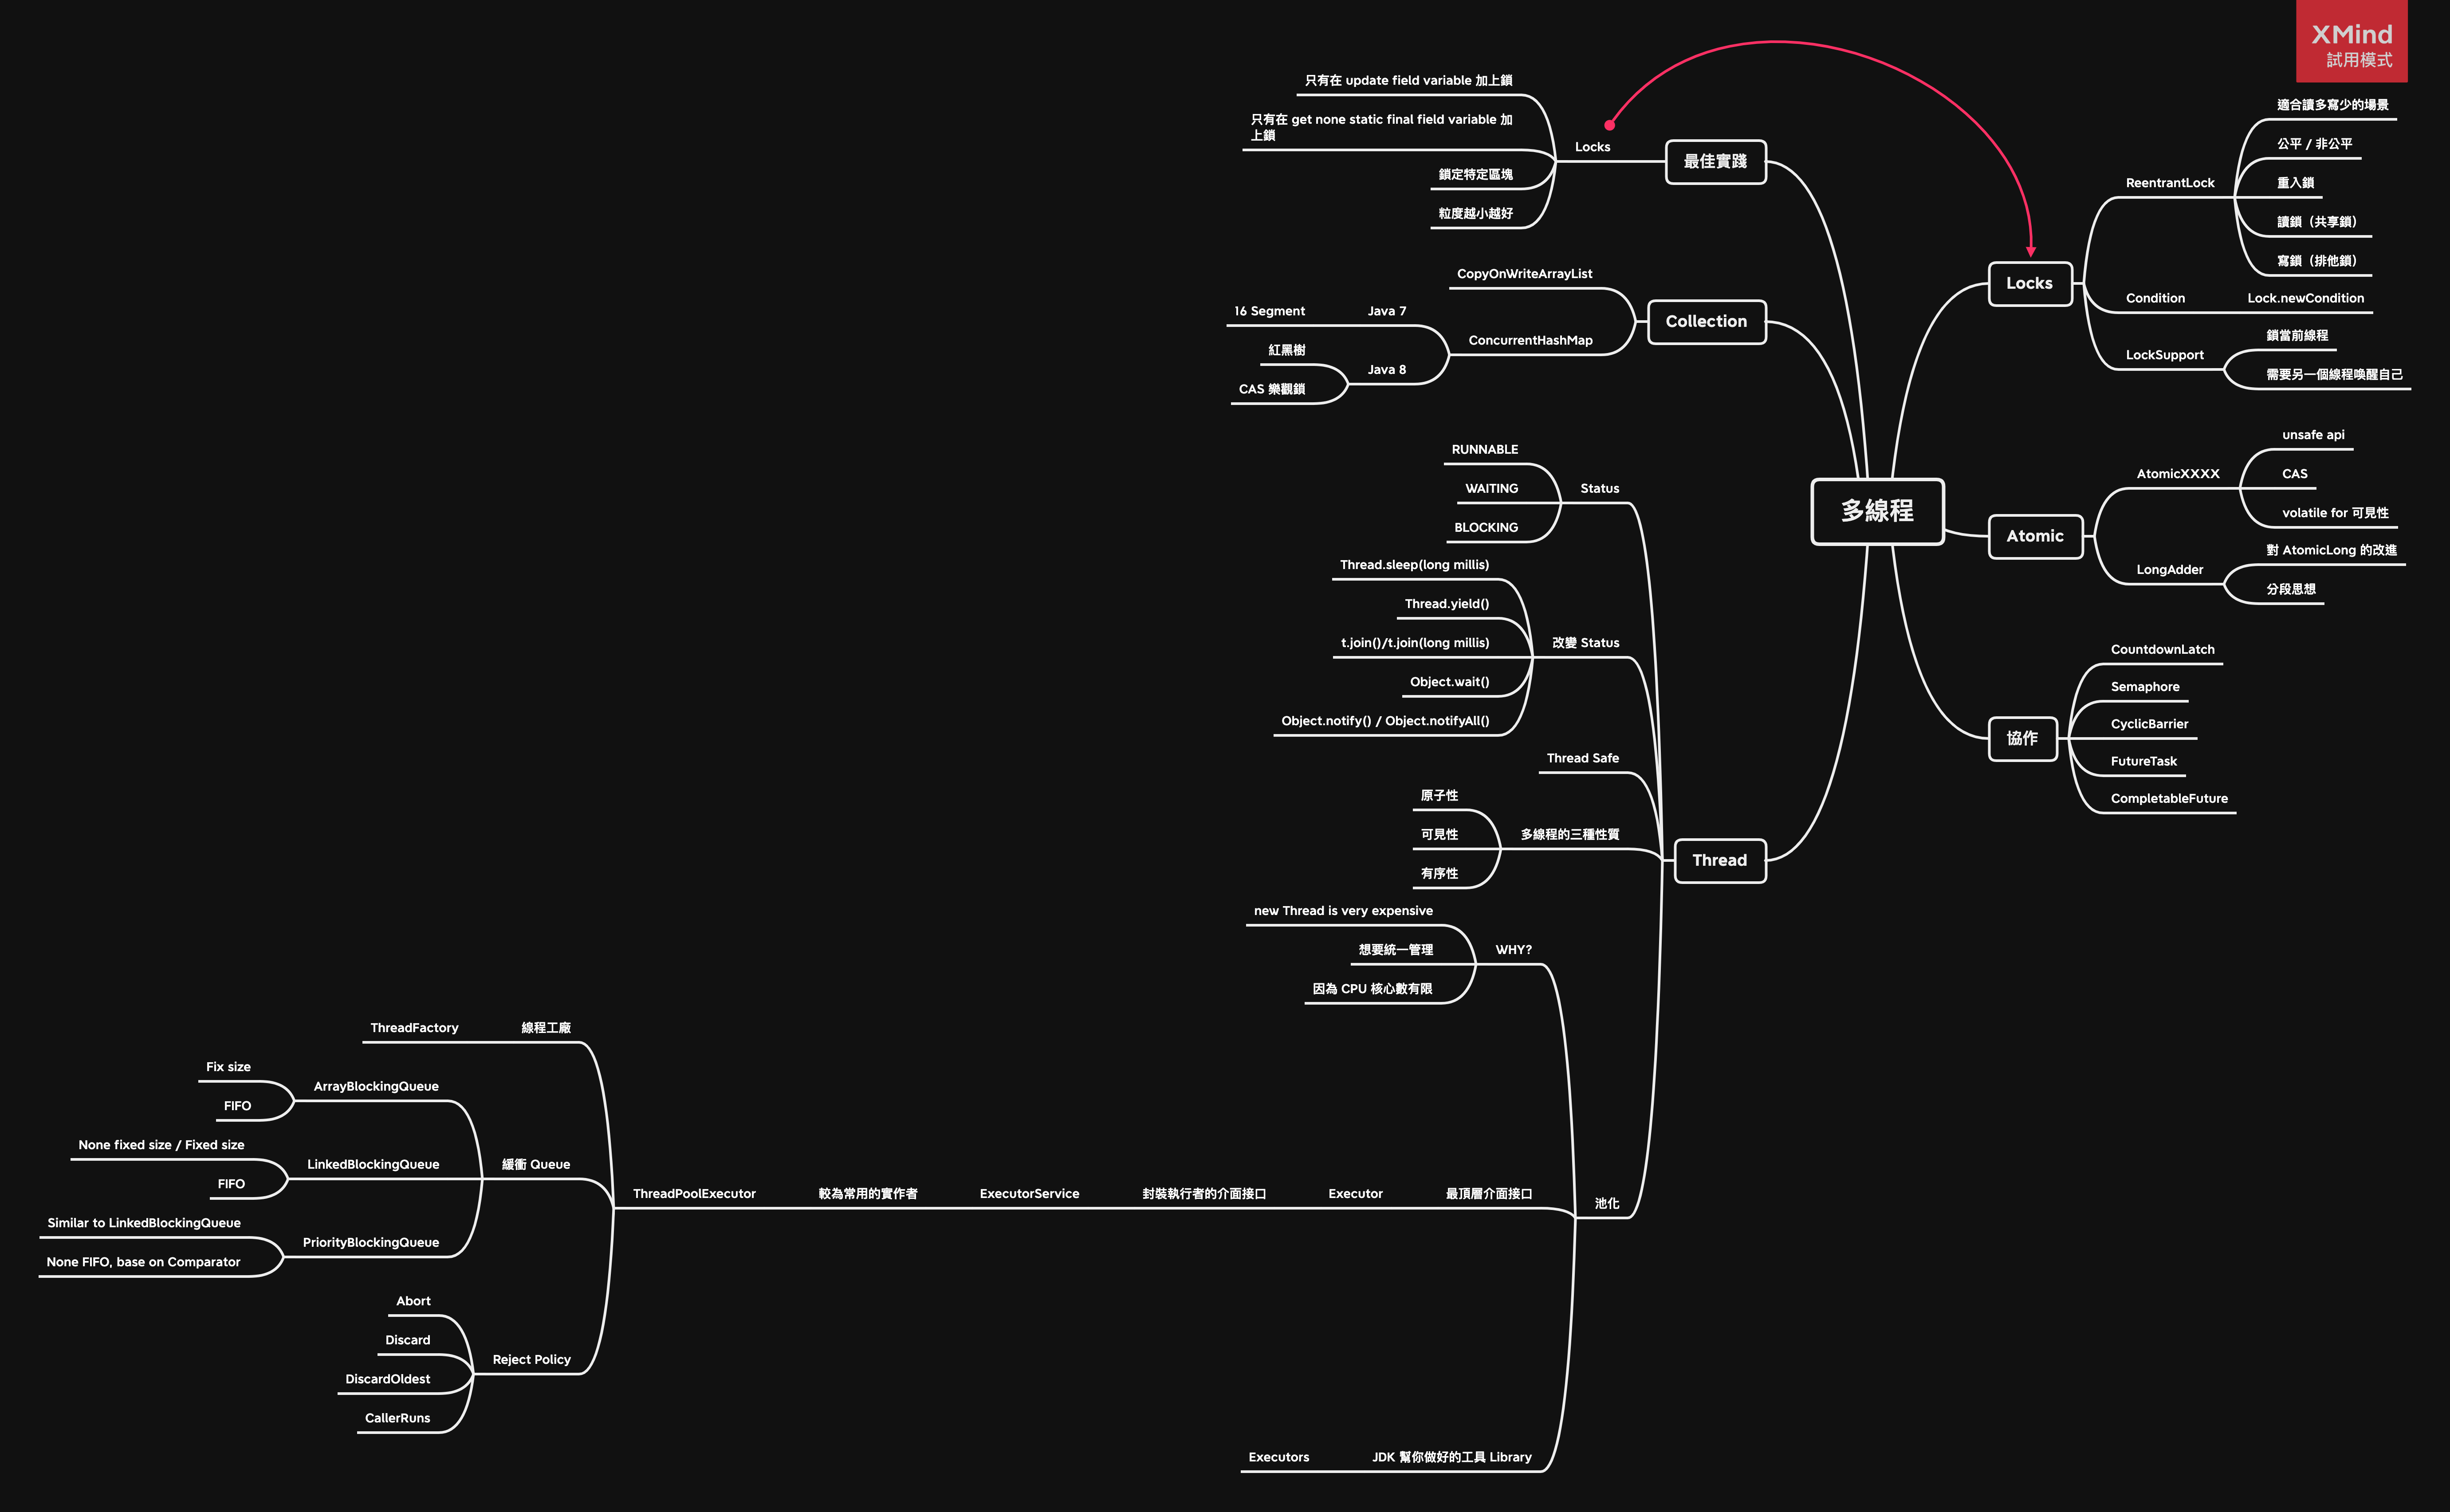 XMind
試用模式
多線程
Locks
ReentrantLock
適合讀多寫少的場景
公平 / 非公平
重入鎖
讀鎖（共享鎖）
寫鎖（排他鎖）
Condition
Lock.newCondition
LockSupport
鎖當前線程
需要另一個線程喚醒自己
Atomic
AtomicXXXX
unsafe api
CAS
volatile for 可見性
LongAdder
對 AtomicLong 的改進
分段思想
協作
CountdownLatch
Semaphore
CyclicBarrier
FutureTask
CompletableFuture
最佳實踐
Locks
只有在 update field variable 加上鎖
只有在 get none static final field variable 加
上鎖
鎖定特定區塊
粒度越小越好
Collection
CopyOnWriteArrayList
ConcurrentHashMap
Java 7
16 Segment
Java 8
紅黑樹
CAS 樂觀鎖
Thread
Status
RUNNABLE
WAITING
BLOCKING
改變 Status
Thread.sleep(long millis)
Thread.yield()
t.join()/t.join(long millis)
Object.wait()
Object.notify() / Object.notifyAll()
Thread Safe
多線程的三種性質
原子性
可見性
有序性
池化
WHY?
new Thread is very expensive
想要統一管理
因為 CPU 核心數有限
最頂層介面接口
Executor
封裝執行者的介面接口
ExecutorService
較為常用的實作者
ThreadPoolExecutor
線程工廠
ThreadFactory
緩衝 Queue
ArrayBlockingQueue
Fix size
FIFO
LinkedBlockingQueue
None fixed size / Fixed size
FIFO
PriorityBlockingQueue
Similar to LinkedBlockingQueue
None FIFO, base on Comparator
Reject Policy
Abort
Discard
DiscardOldest
CallerRuns
JDK 幫你做好的工具 Library
Executors